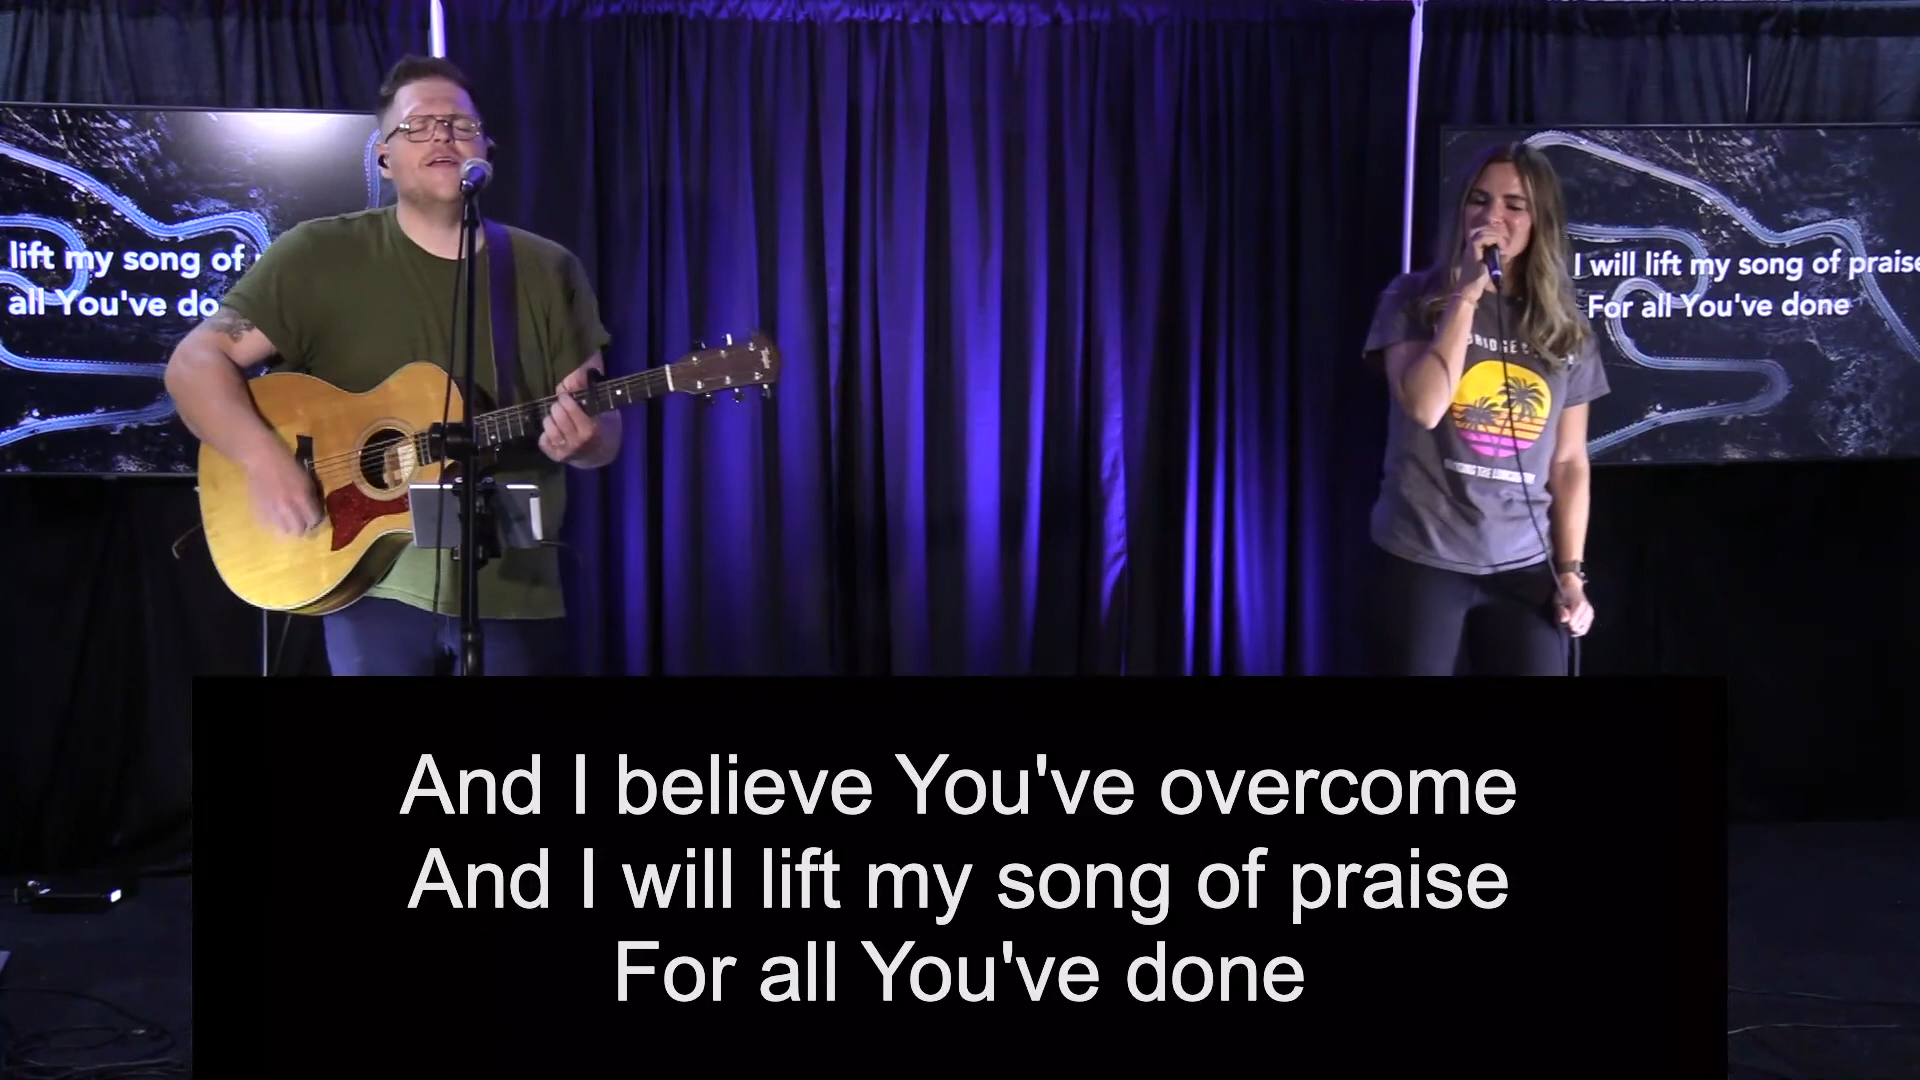 lift my song of
all You've do
I will lift my song of praise
For all You've done
And I believe You've overcome
And I will lift my song of praise
For all You've done